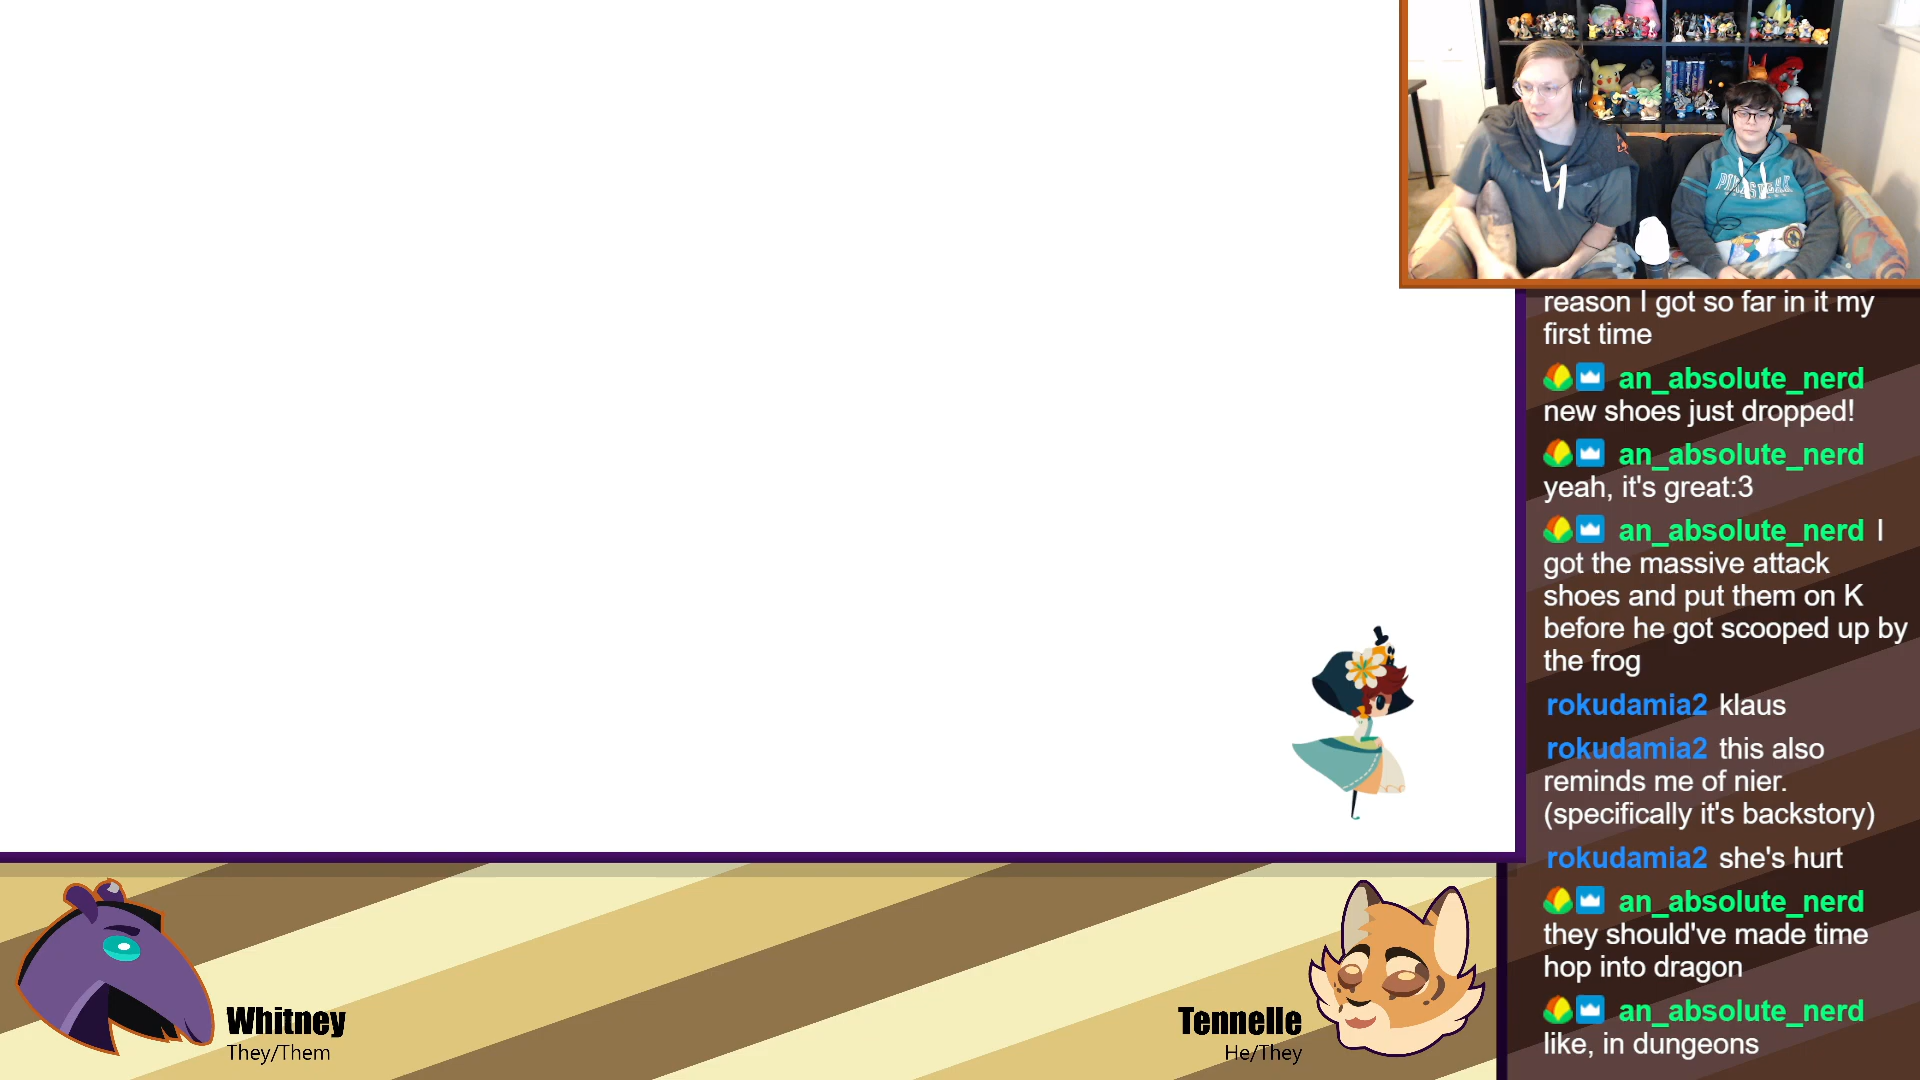 reason I got so far in it my
first time
an_absolute_nerd
new shoes just dropped!
an_absolute_nerd
yeah, it's great:3
an_absolute_nerd I
got the massive attack
shoes and put them on K
before he got scooped up by
the frog
rokudamia2 klaus
rokudamia2 this also
reminds me of nier.
(specifically it's backstory)
rokudamia2 she's hurt
an_absolute_nerd
they should've made time
hop into dragon
an_absolute_nerd
like, in dungeons
Whitney
They/Them
Tennelle
He/They